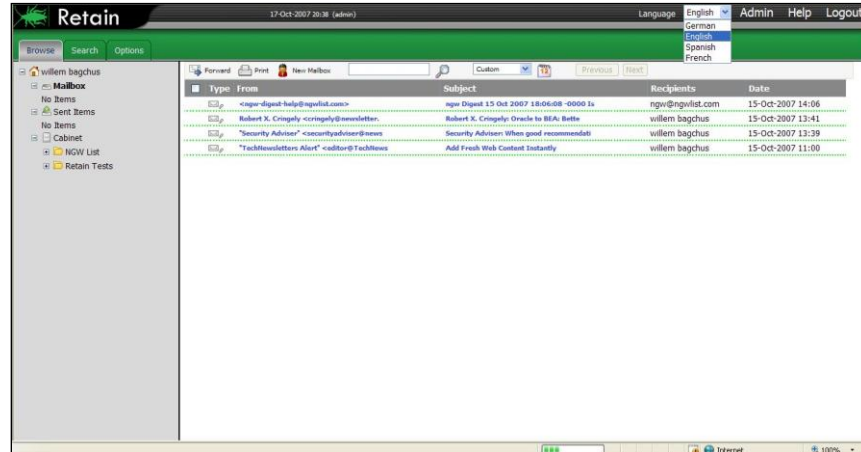 Retain
17-Oct-2007 20:38 (admin)
Language English Admin Help Logout
German
English
Spanish
French
Browse Search Options
willem bagchus
Mailbox
No Items
Sent Items
No Items
Cabinet
NGW List
Retain Tests
Forward Print New Mailbox Custom Previous Next
Type From Subject Recipients Date
<ngw-digest-help@ngwlist.com> ngw Digest 15 Oct 2007 18:06:08 -0000 Is ngw@ngwlist.com 15-Oct-2007 14:06
Robert X. Cringely <cringely@newsletter. Robert X. Cringely: Oracle to BEA: Bette willem bagchus 15-Oct-2007 13:41
"Security Adviser" <securityadviser@news Security Adviser: When good recommendati willem bagchus 15-Oct-2007 13:39
"TechNewsletters Alert" <editor@TechNews Add Fresh Web Content Instantly willem bagchus 15-Oct-2007 11:00
Internet 100%